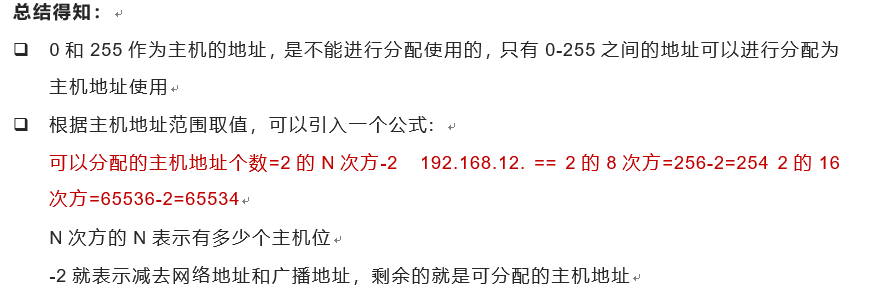 总结得知：
0 和 255 作为主机的地址，是不能进行分配使用的，只有 0-255 之间的地址可以进行分配为
主机地址使用
根据主机地址范围取值，可以引入一个公式：
可以分配的主机地址个数=2 的 N 次方-2 192.168.12. == 2 的 8 次方=256-2=254 2 的 16
次方=65536-2=65534
N 次方的 N 表示有多少个主机位
-2 就表示减去网络地址和广播地址，剩余的就是可分配的主机地址